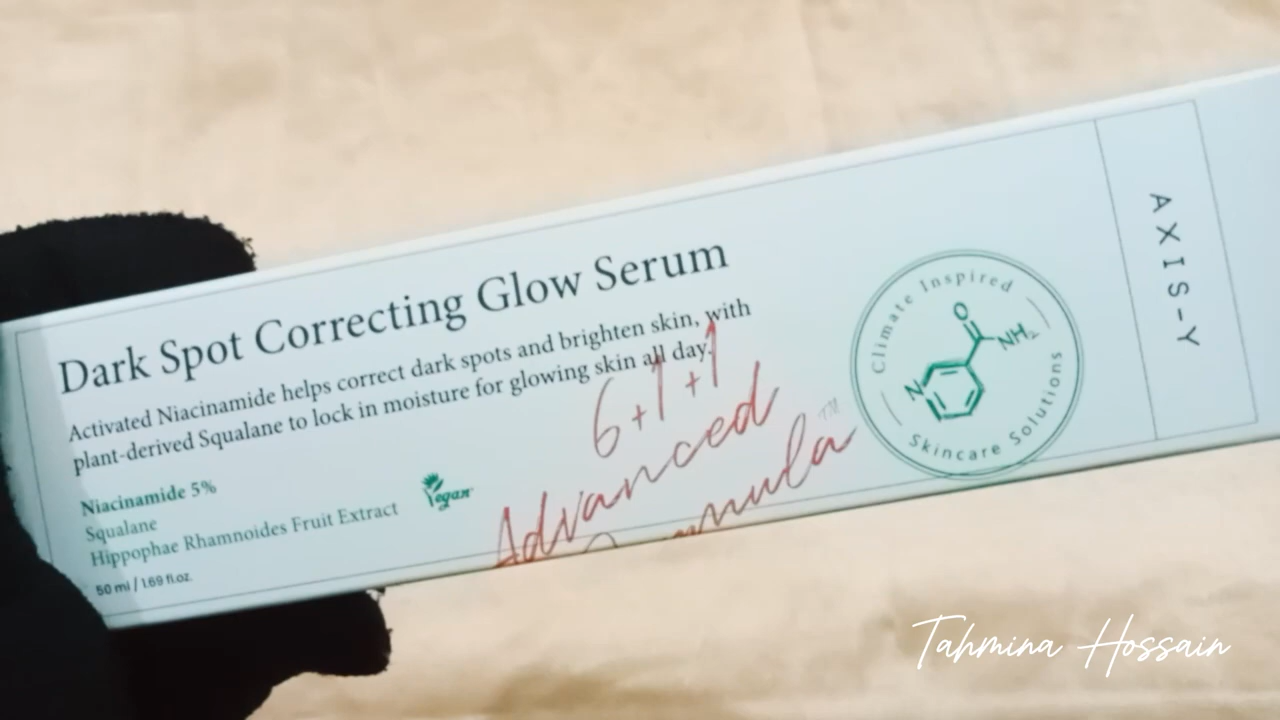 Dark Spot Correcting Glow Serum
Activated Niacinamide helps correct dark spots and brighten skin, with
plant-derived Squalane to lock in moisture for glowing skin all day.
6+1+1
Advanced
TM
Niacinamide 5%
Squalane
Hippophae Rhamnoides Fruit Extract
Vegan
50 ml / 1.69 fl.oz.
Climate Inspired
O
NH2
N
Skincare Solutions
AXIS-Y
Tahmina Hossain